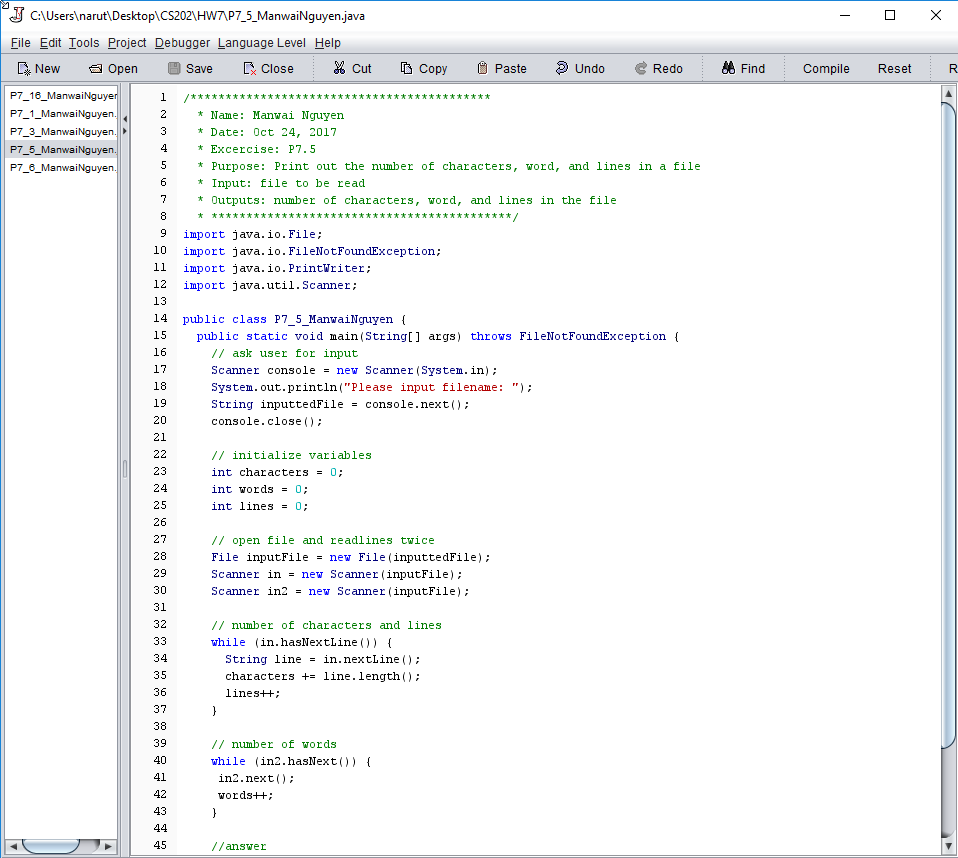 C:\Users\narut\Desktop\CS202\HW7\P7_5_ManwaiNguyen.java
File Edit Tools Project Debugger Language Level Help
New Open Save Close Cut Copy Paste Undo Redo Find Compile Reset R
P7_16_ManwaiNguyen
P7_1_ManwaiNguyen.
P7_3_ManwaiNguyen.
P7_5_ManwaiNguyen.
P7_6_ManwaiNguyen.
1 /*******************************************
2 * Name: Manwai Nguyen
3 * Date: Oct 24, 2017
4 * Excercise: P7.5
5 * Purpose: Print out the number of characters, word, and lines in a file
6 * Input: file to be read
7 * Outputs: number of characters, word, and lines in the file
8 * *******************************************/
9 import java.io.File;
10 import java.io.FileNotFoundException;
11 import java.io.PrintWriter;
12 import java.util.Scanner;
13
14 public class P7_5_ManwaiNguyen {
15 public static void main(String[] args) throws FileNotFoundException {
16 // ask user for input
17 Scanner console = new Scanner(System.in);
18 System.out.println("Please input filename: ");
19 String inputtedFile = console.next();
20 console.close();
21
22 // initialize variables
23 int characters = 0;
24 int words = 0;
25 int lines = 0;
26
27 // open file and readlines twice
28 File inputFile = new File(inputtedFile);
29 Scanner in = new Scanner(inputFile);
30 Scanner in2 = new Scanner(inputFile);
31
32 // number of characters and lines
33 while (in.hasNextLine()) {
34 String line = in.nextLine();
35 characters += line.length();
36 lines++;
37 }
38
39 // number of words
40 while (in2.hasNext()) {
41 in2.next();
42 words++;
43 }
44
45 //answer